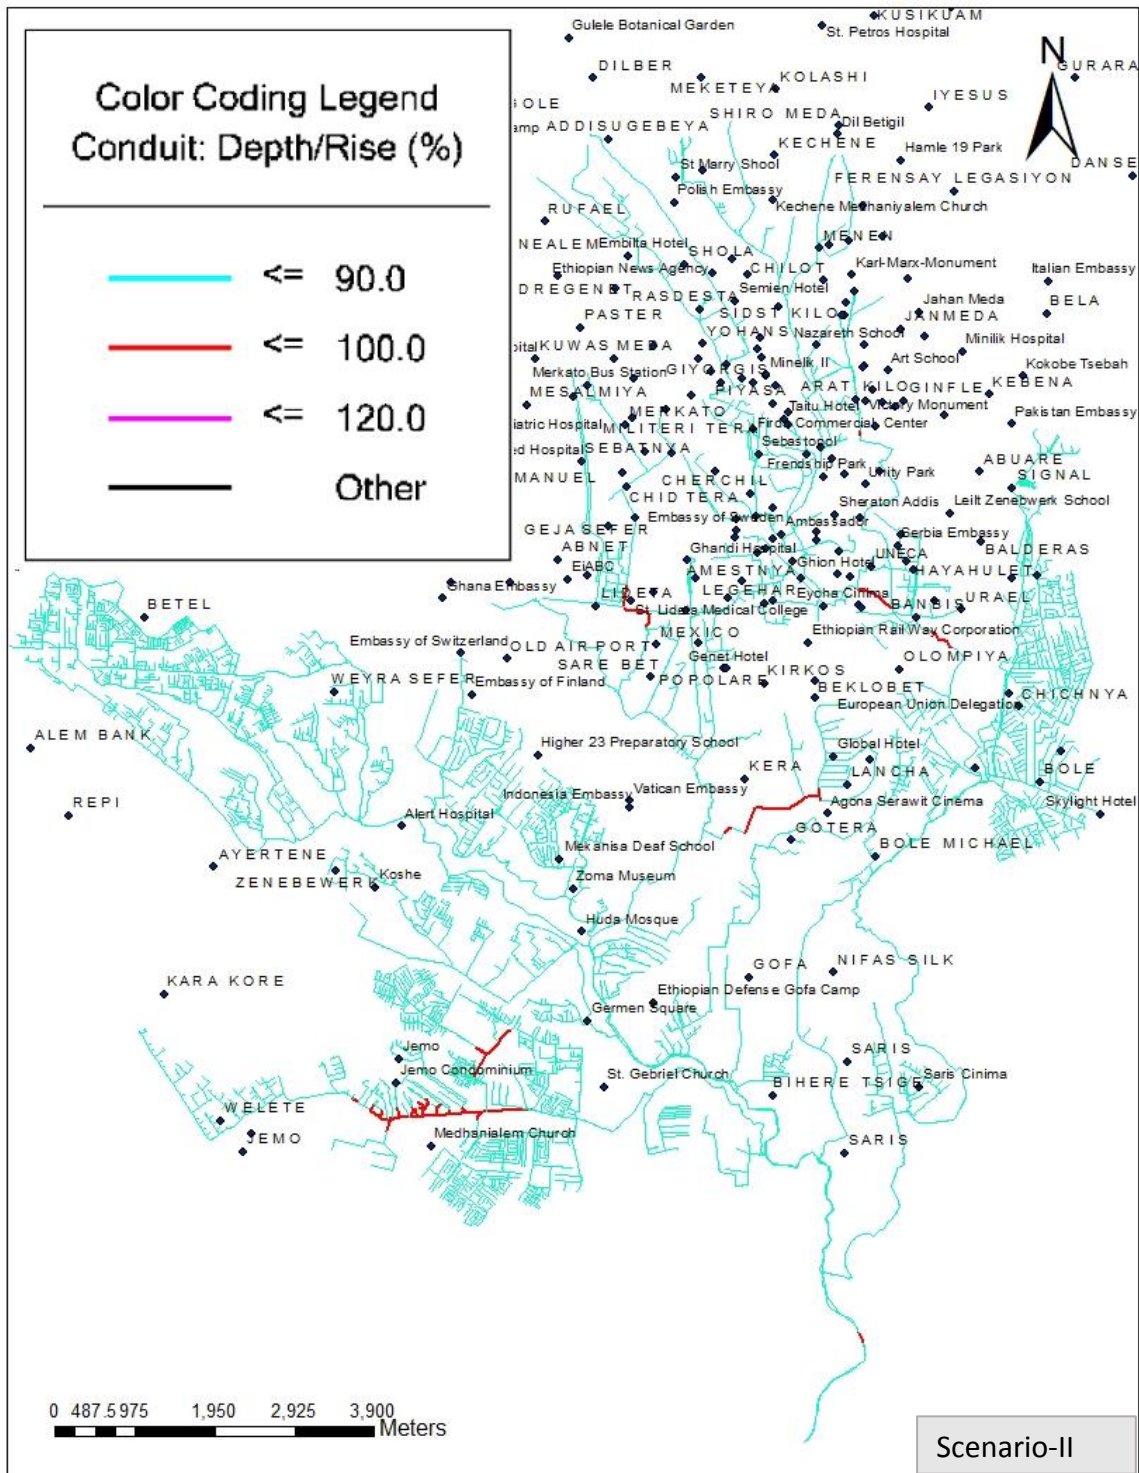 Color Coding Legend
Conduit: Depth/Rise (%)
<= 90.0
<= 100.0
<= 120.0
Other
N
KUSIKUAM
Gulele Botanical Garden
St. Petros Hospital
DILBER
KOLASHI
GURARA
MEKETEYA
IYESUS
SHIRO MEDA
Dil Betigil
ADDISUGEBEYA
KECHENE
Hamle 19 Park
DANSE
St Marry Shool
FERENSAY LEGASIYON
Polish Embassy
Kechene Medhaniyalem Church
RUFAEL
MENEN
NEALEM
Embilta Hotel
SHOLA
Karl-Marx-Monument
Ethiopian News Agency
CHILOT
Italian Embassy
DREGENET
RASDESTA
Semien Hotel
Jahan Meda
BELA
PASTER
SIDST KILO
JANMEDA
YOHANS
Nazareth School
Minilik Hospital
pital
KUWAS MEDA
Minelik II
Art School
Kokobe Tsebah
Merkato Bus Station
GIYORGIS
MESALMIYA
PIYASA
ARAT KILO
GINFLE
KEBENA
MERKATO
Taitu Hotel
Victory Monument
Pakistan Embassy
iatric Hospital
MILITERI TERA
First Commercial Center
ed Hospital
SEBATNYA
Sebastopol
ABUARE
MANUEL
CHERCHIL
Frendship Park
Unity Park
SIGNAL
CHID TERA
Sheraton Addis
Leilt Zenebwerk School
GEJA SEFER
Embassy of Sweden
Ambassador
Serbia Embassy
ABNET
Ghandi Hospital
UNECA
BALDERAS
EiABC
AMESTNYA
Ghion Hotel
HAYAHULET
Ghana Embassy
LIDETA
LEGEHAR
Eyoha Cinima
BANBIS
URAEL
BETEL
St. Lideta Medical College
MEXICO
Ethiopian Rail Way Corporation
Embassy of Switzerland
OLD AIR PORT
Genet Hotel
OLOMPIYA
SARE BET
KIRKOS
WEYRA SEFER
Embassy of Finland
POPOLARE
BEKLOBET
CHICHNYA
European Union Delegation
ALEM BANK
Higher 23 Preparatory School
Global Hotel
KERA
LANCHA
BOLE
REPI
Indonesia Embassy
Vatican Embassy
Agona Serawit Cinema
Skylight Hotel
Alert Hospital
GOTERA
Mekanisa Deaf School
BOLE MICHAEL
AYERTENE
ZENEBEWERK
Koshe
Zoma Museum
Huda Mosque
GOFA
NIFAS SILK
KARA KORE
Ethiopian Defense Gofa Camp
Germen Square
Jemo
SARIS
Jemo Condominium
St. Gebriel Church
BIHERE TSIGE
Saris Cinima
WELETE
JEMO
Medhanialem Church
SARIS
0 487.5 975 1,950 2,925 3,900
Meters
Scenario-II